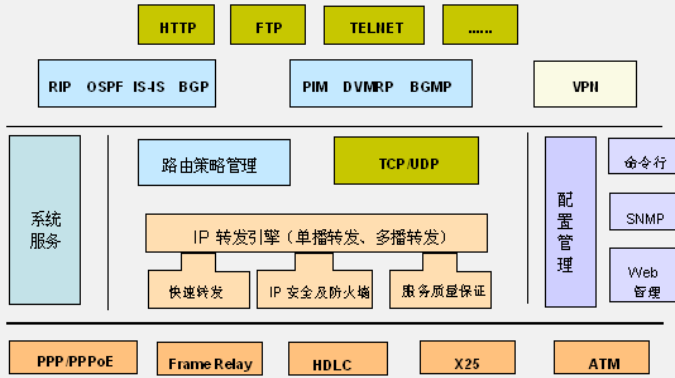 HTTP
FTP
TELNET
......
RIP OSPF IS-IS BGP
PIM DVMRP BGMP
VPN
系统
服务
路由策略管理
TCP/UDP
配
置
管
理
命令行
SNMP
Web
管理
IP 转发引擎（单播转发、多播转发）
快速转发
IP 安全及防火墙
服务质量保证
PPP/PPPoE
Frame Relay
HDLC
X25
ATM